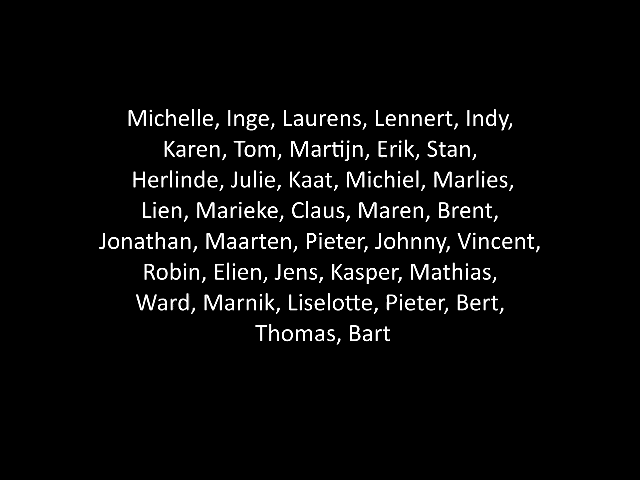 Michelle, Inge, Laurens, Lennert, Indy,
Karen, Tom, Martijn, Erik, Stan,
Herlinde, Julie, Kaat, Michiel, Marlies,
Lien, Marieke, Claus, Maren, Brent,
Jonathan, Maarten, Pieter, Johnny, Vincent,
Robin, Elien, Jens, Kasper, Mathias,
Ward, Marnik, Liselotte, Pieter, Bert,
Thomas, Bart